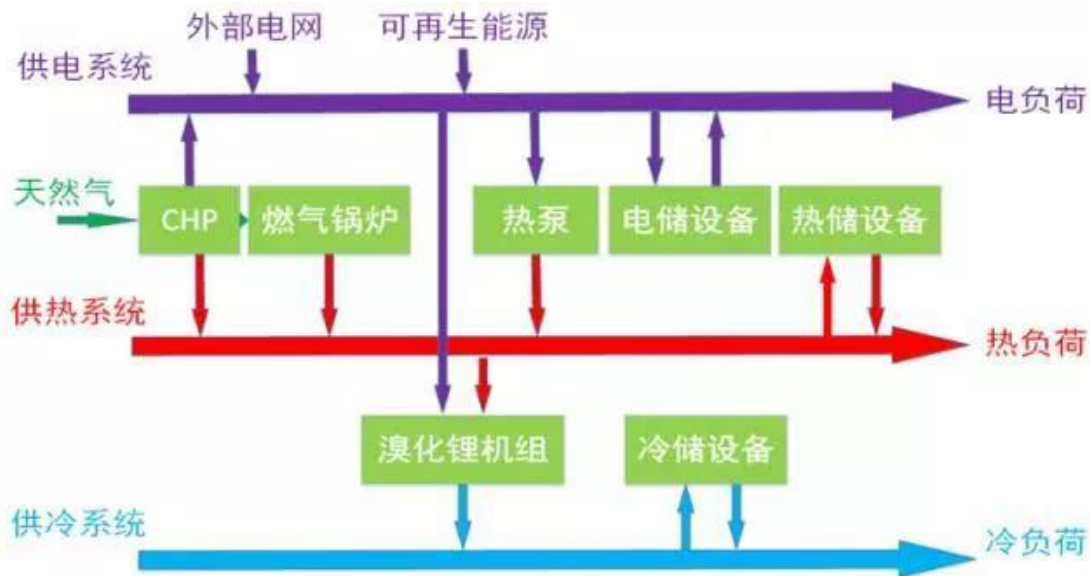 外部电网 可再生能源
供电系统
电负荷
天然气
CHP 燃气锅炉 热泵 电储设备 热储设备
供热系统
热负荷
溴化锂机组 冷储设备
供冷系统
冷负荷